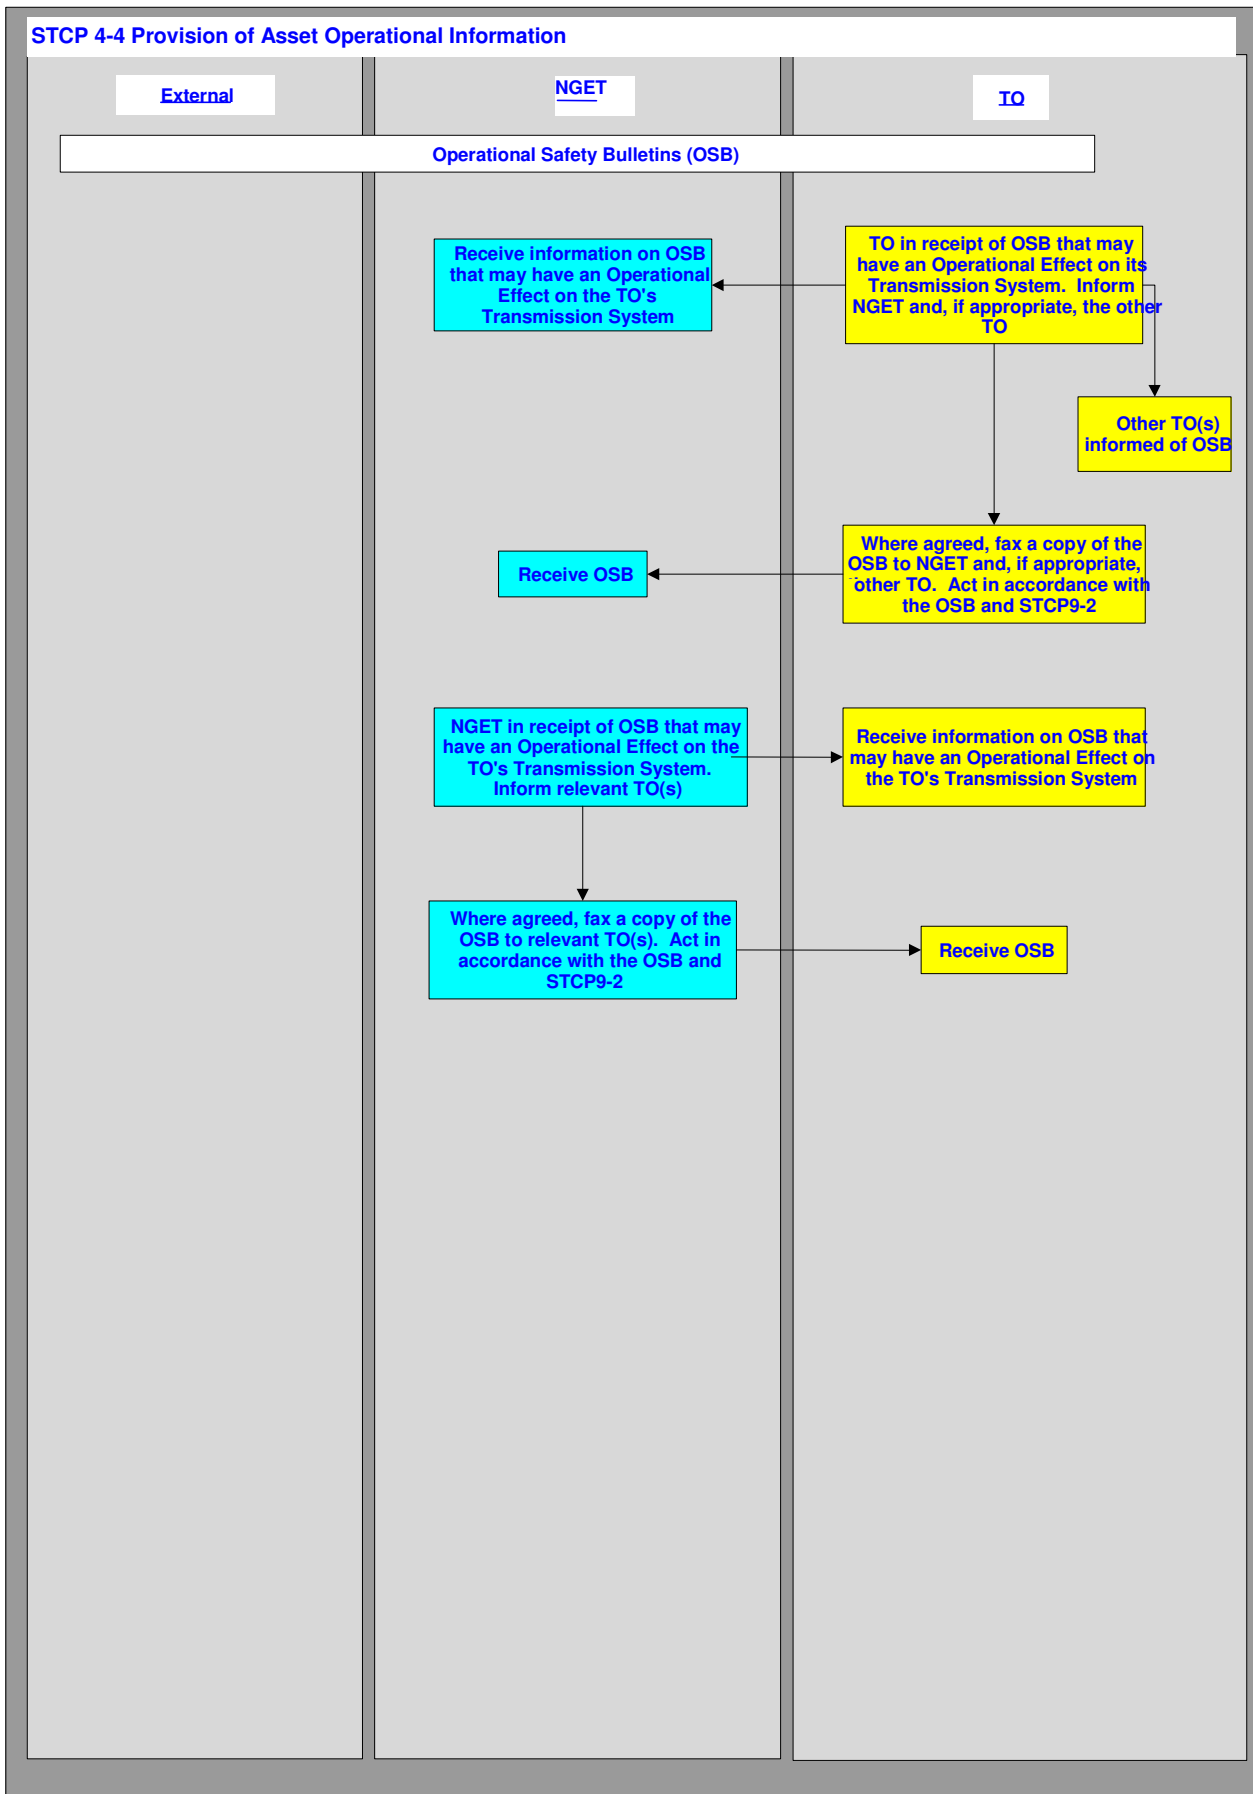 STCP 4-4 Provision of Asset Operational Information
External
NGET
TO
Operational Safety Bulletins (OSB)
Receive information on OSB
that may have an Operational
Effect on the TO's
Transmission System
TO in receipt of OSB that may
have an Operational Effect on its
Transmission System.  Inform
NGET and, if appropriate, the other
TO
Other TO(s)
informed of OSB
Receive OSB
Where agreed, fax a copy of the
OSB to NGET and, if appropriate,
other TO.  Act in accordance with
the OSB and STCP9-2
NGET in receipt of OSB that may
have an Operational Effect on the
TO's Transmission System.
Inform relevant TO(s)
Receive information on OSB that
may have an Operational Effect on
the TO's Transmission System
Where agreed, fax a copy of the
OSB to relevant TO(s).  Act in
accordance with the OSB and
STCP9-2
Receive OSB